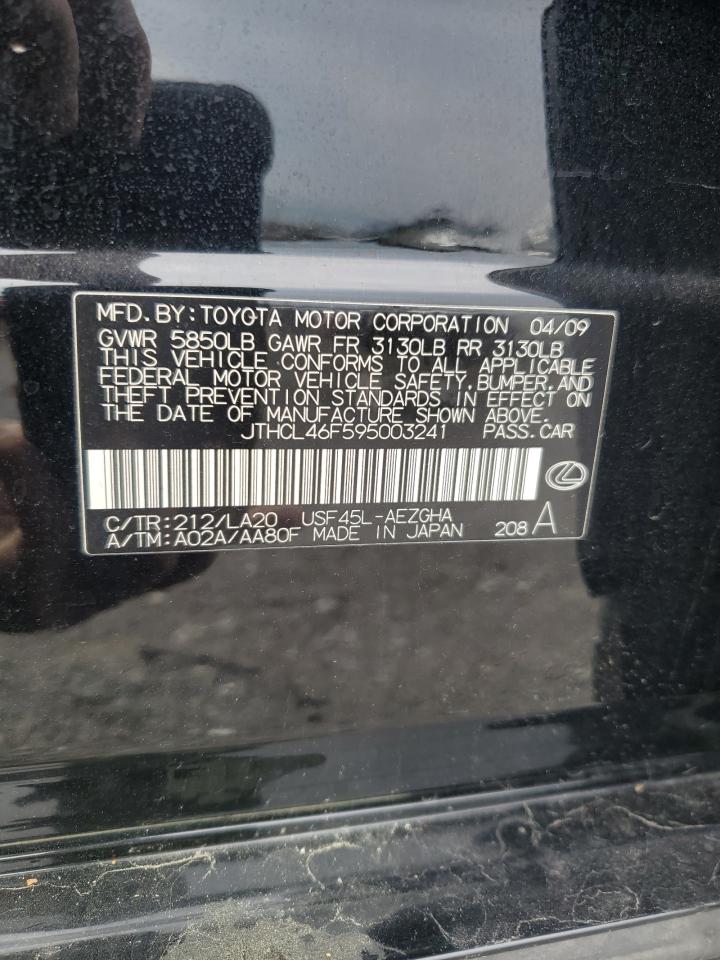 MFD.BY:TOYOTA MOTOR CORPORATION 04/09
GVWR 5850LB GAWR FR 3130LB RR 3130LB
THIS VEHICLE CONFORMS TO ALL APPLICABLE
FEDERAL MOTOR VEHICLE SAFETY,BUMPER,AND
THEFT PREVENTION STANDARDS IN EFFECT ON
THE DATE OF MANUFACTURE SHOWN ABOVE.
JTHCL46F595003241 PASS.CAR
C/TR:212/LA20 USF45L-AEZGHA
A/TM:A02A/AA80F MADE IN JAPAN 208 A